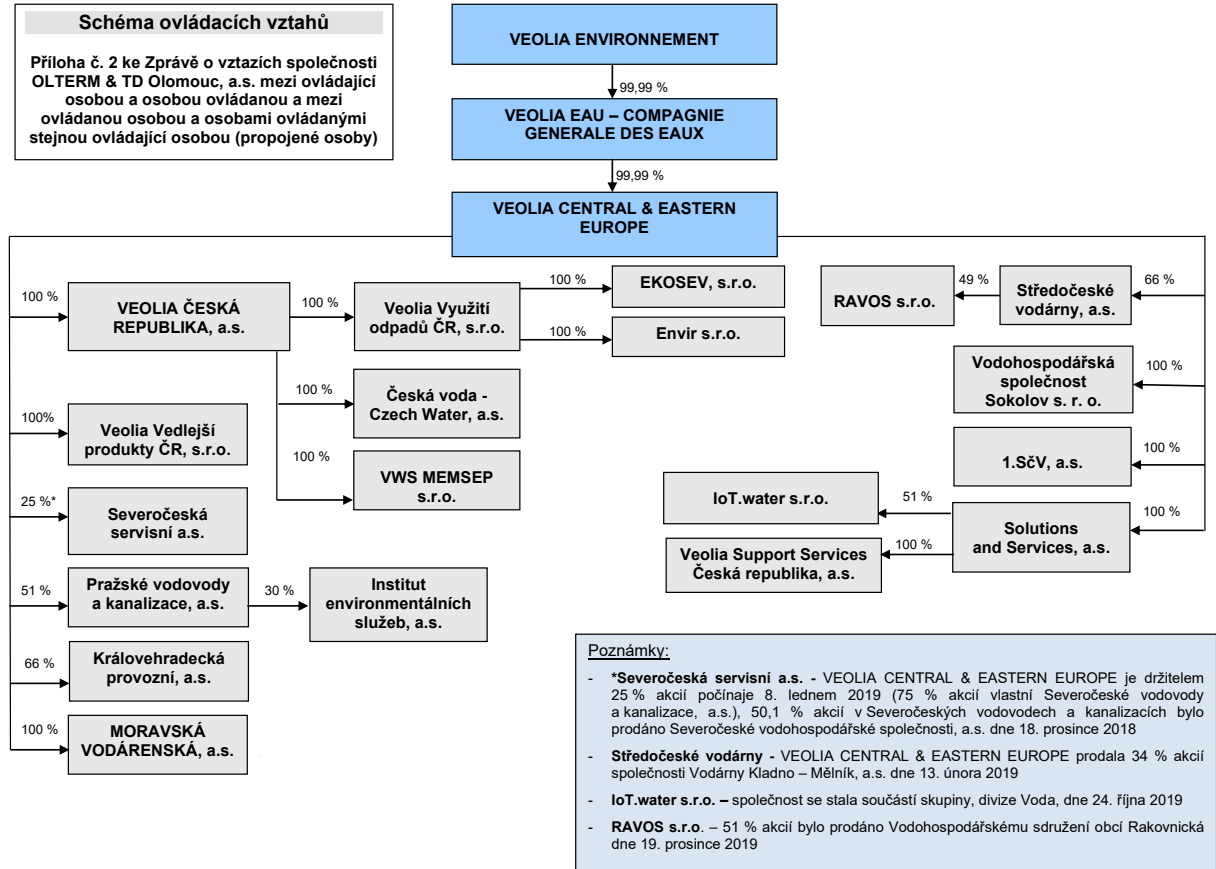 Schéma ovládacích vztahů
Příloha č. 2 ke Zprávě o vztazích společnosti
OLTERM & TD Olomouc, a.s. mezi ovládající
osobou a osobou ovládanou a mezi
ovládanou osobou a osobami ovládanými
stejnou ovládající osobou (propojené osoby)
VEOLIA ENVIRONNEMENT
99,99 %
VEOLIA EAU – COMPAGNIE
GENERALE DES EAUX
99,99 %
VEOLIA CENTRAL & EASTERN
EUROPE
100 %
VEOLIA ČESKÁ
REPUBLIKA, a.s.
100 %
Veolia Využití
odpadů ČR, s.r.o.
100 %
EKOSEV, s.r.o.
100 %
Envir s.r.o.
100 %
Česká voda -
Czech Water, a.s.
100 %
VWS MEMSEP
s.r.o.
100%
Veolia Vedlejší
produkty ČR, s.r.o.
25 %*
Severočeská
servisní a.s.
51 %
Pražské vodovody
a kanalizace, a.s.
30 %
Institut
environmentálních
služeb, a.s.
66 %
Královehradecká
provozní, a.s.
100 %
MORAVSKÁ
VODÁRENSKÁ, a.s.
66 %
Středočeské
vodárny, a.s.
49 %
RAVOS s.r.o.
100 %
Vodohospodářská
společnost
Sokolov s. r. o.
100 %
1.SčV, a.s.
100 %
Solutions
and Services, a.s.
51 %
IoT.water s.r.o.
100 %
Veolia Support Services
Česká republika, a.s.
Poznámky:
- *Severočeská servisní a.s. - VEOLIA CENTRAL & EASTERN EUROPE je držitelem
25 % akcií počínaje 8. lednem 2019 (75 % akcií vlastní Severočeské vodovody
a kanalizace, a.s.), 50,1 % akcií v Severočeských vodovodech a kanalizacích bylo
prodáno Severočeské vodohospodářské společnosti, a.s. dne 18. prosince 2018
- Středočeské vodárny - VEOLIA CENTRAL & EASTERN EUROPE prodala 34 % akcií
společnosti Vodárny Kladno – Mělník, a.s. dne 13. února 2019
- IoT.water s.r.o. – společnost se stala součástí skupiny, divize Voda, dne 24. října 2019
- RAVOS s.r.o. – 51 % akcií bylo prodáno Vodohospodářskému sdružení obcí Rakovnická
dne 19. prosince 2019